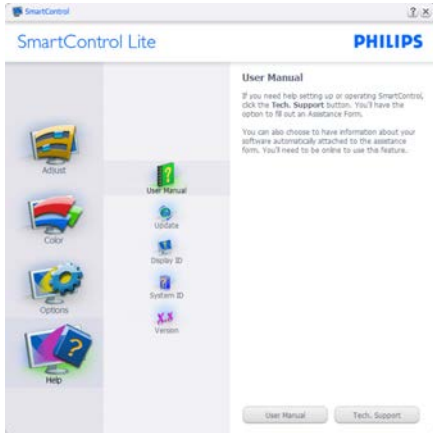 SmartControl
SmartControl Lite
PHILIPS
Adjust
Color
Options
Help
User Manual
Update
Display ID
System ID
Version
User Manual
If you need help setting up or operating SmartControl,
click the Tech. Support button. You'll have the
option to fill out an Assistance Form.
You can also choose to have information about your
software automatically attached to the assistance
form. You'll need to be online to use this feature.
User Manual
Tech. Support